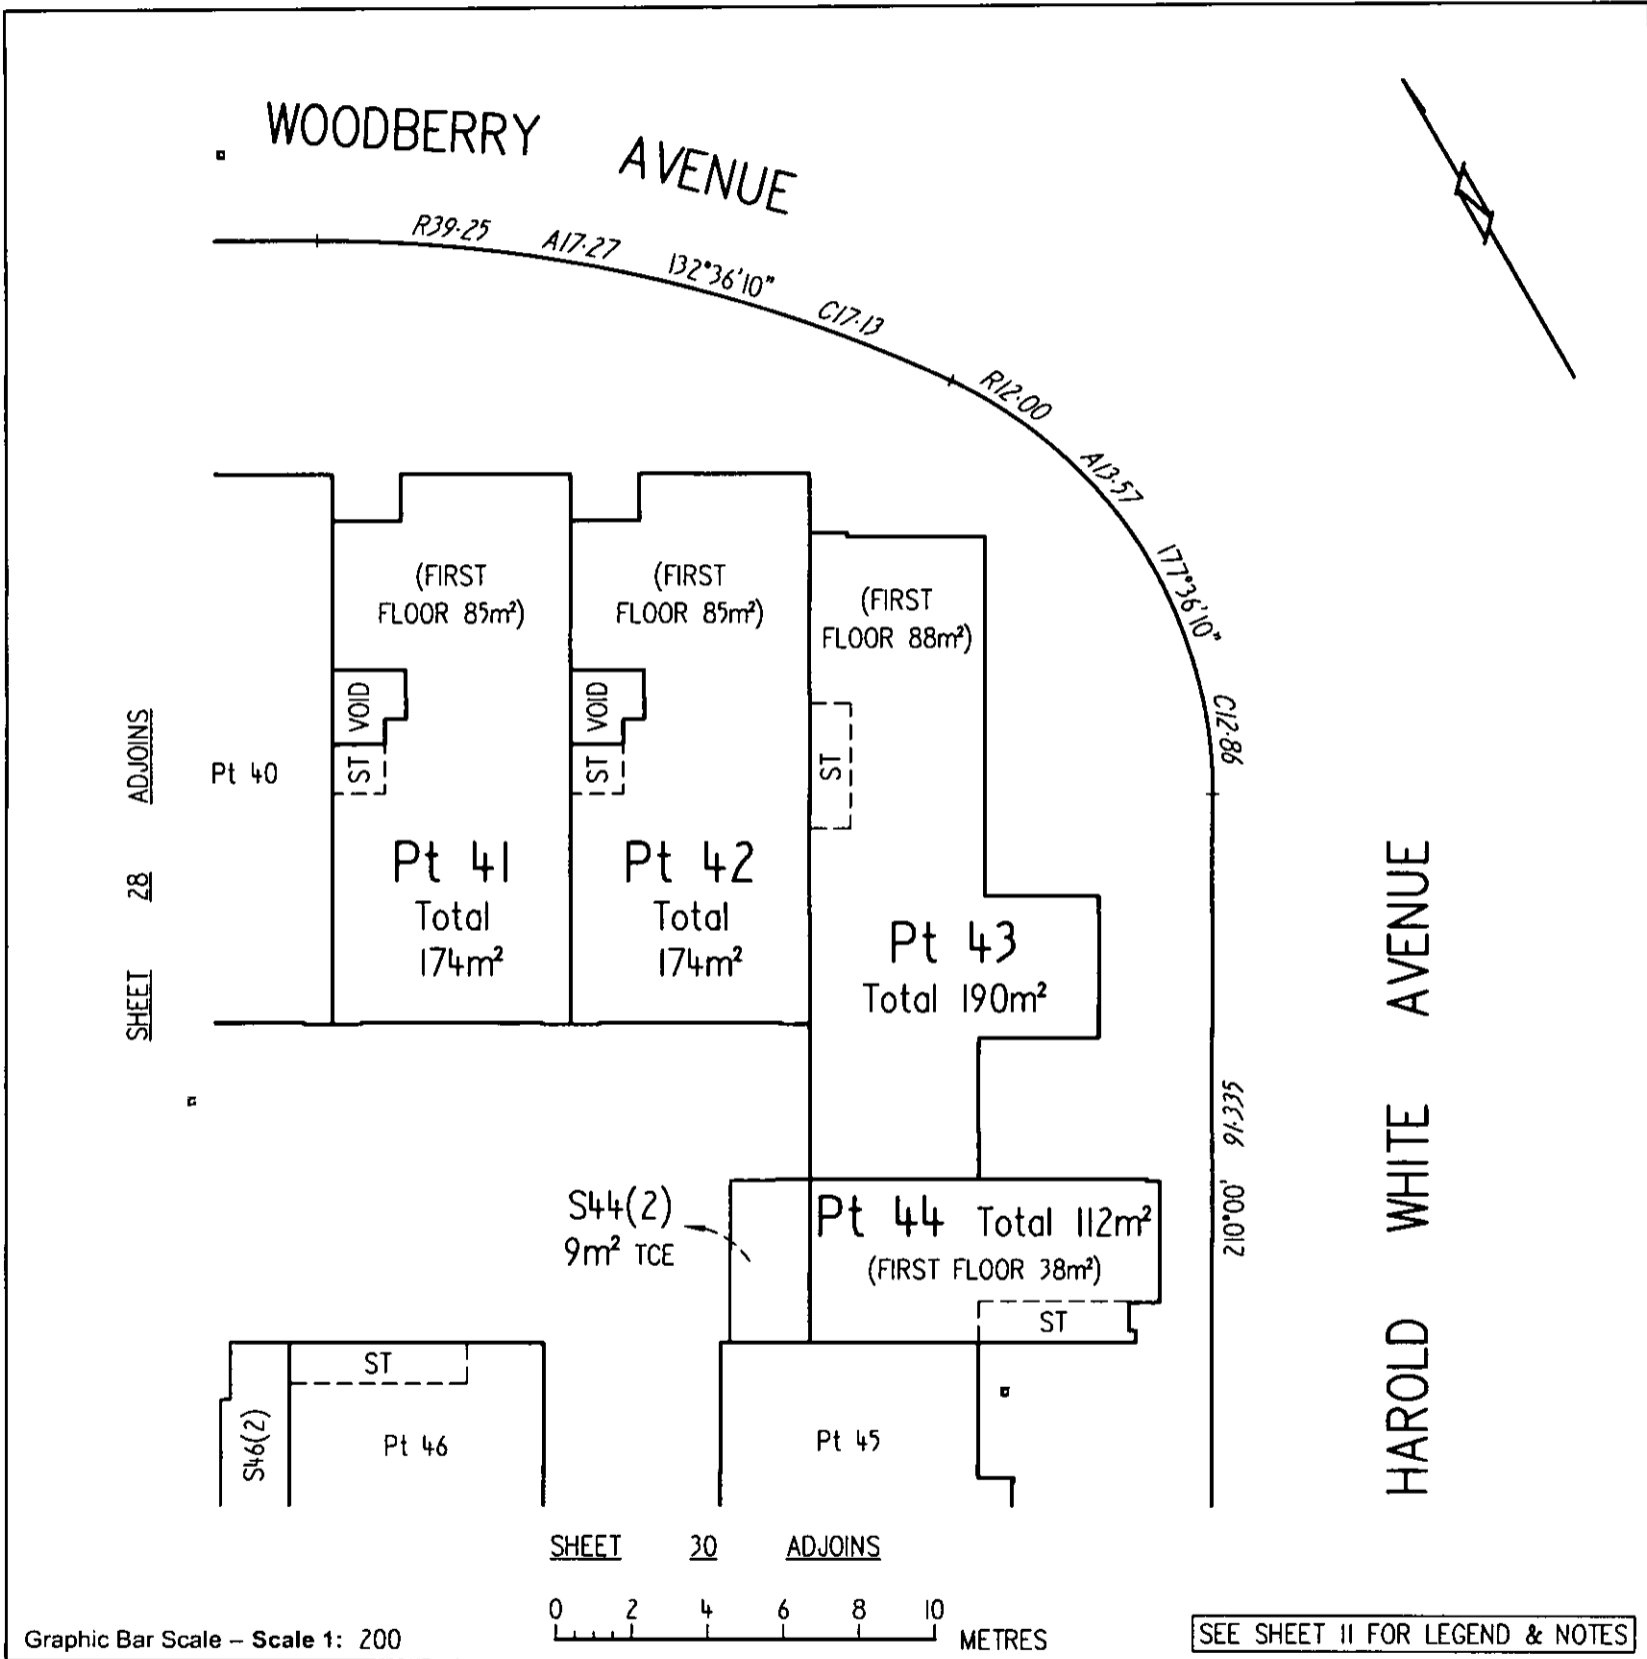 WOODBERRY AVENUE
R39·25 A17·27 132°36'10" C17·13
R12·00 A13·57 177°36'10" C12·86
(FIRST
FLOOR 85m²)
(FIRST
FLOOR 85m²)
(FIRST
FLOOR 88m²)
VOID
ST
VOID
ST
ST
SHEET 28 ADJOINS
Pt 40
Pt 41
Total
174m²
Pt 42
Total
174m²
Pt 43
Total 190m²
HAROLD WHITE AVENUE
210°00' 91·335
S44(2)
9m² TCE
Pt 44 Total 112m²
(FIRST FLOOR 38m²)
ST
ST
S46(2)
Pt 46
Pt 45
SHEET 30 ADJOINS
0 2 4 6 8 10
METRES
Graphic Bar Scale – Scale 1: 200
SEE SHEET 11 FOR LEGEND & NOTES